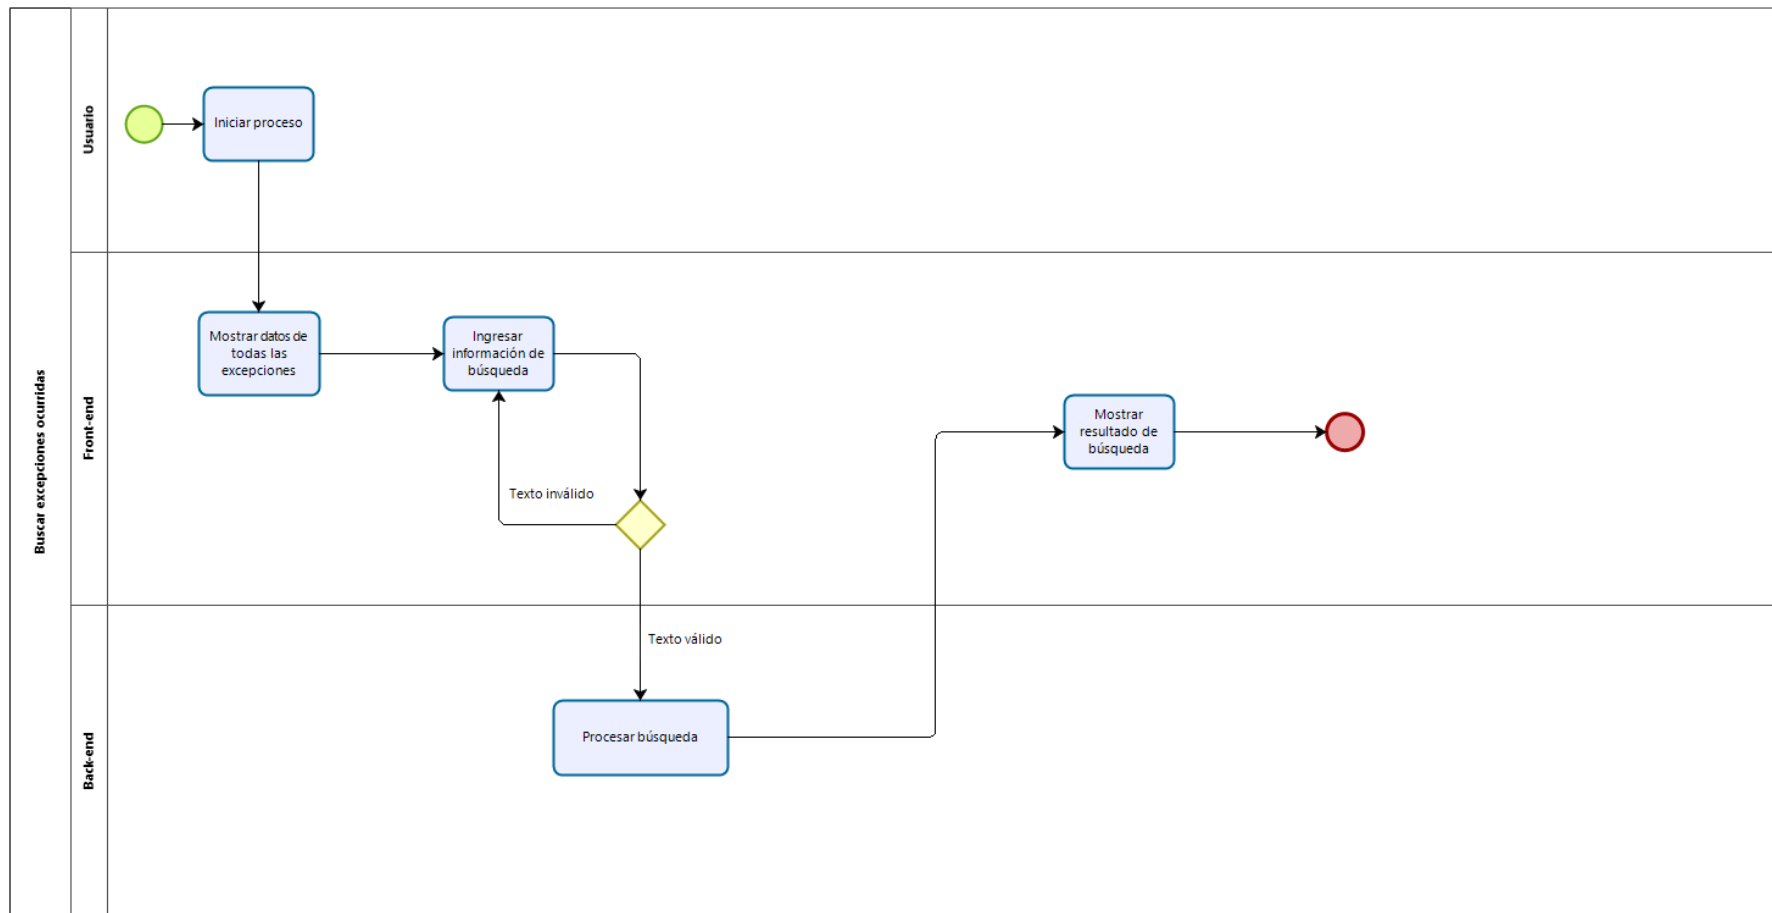 Buscar excepciones ocurridas
Usuario
Iniciar proceso
Front-end
Mostrar datos de
todas las
excepciones
Ingresar
información de
búsqueda
Texto inválido
Mostrar
resultado de
búsqueda
Back-end
Texto válido
Procesar búsqueda